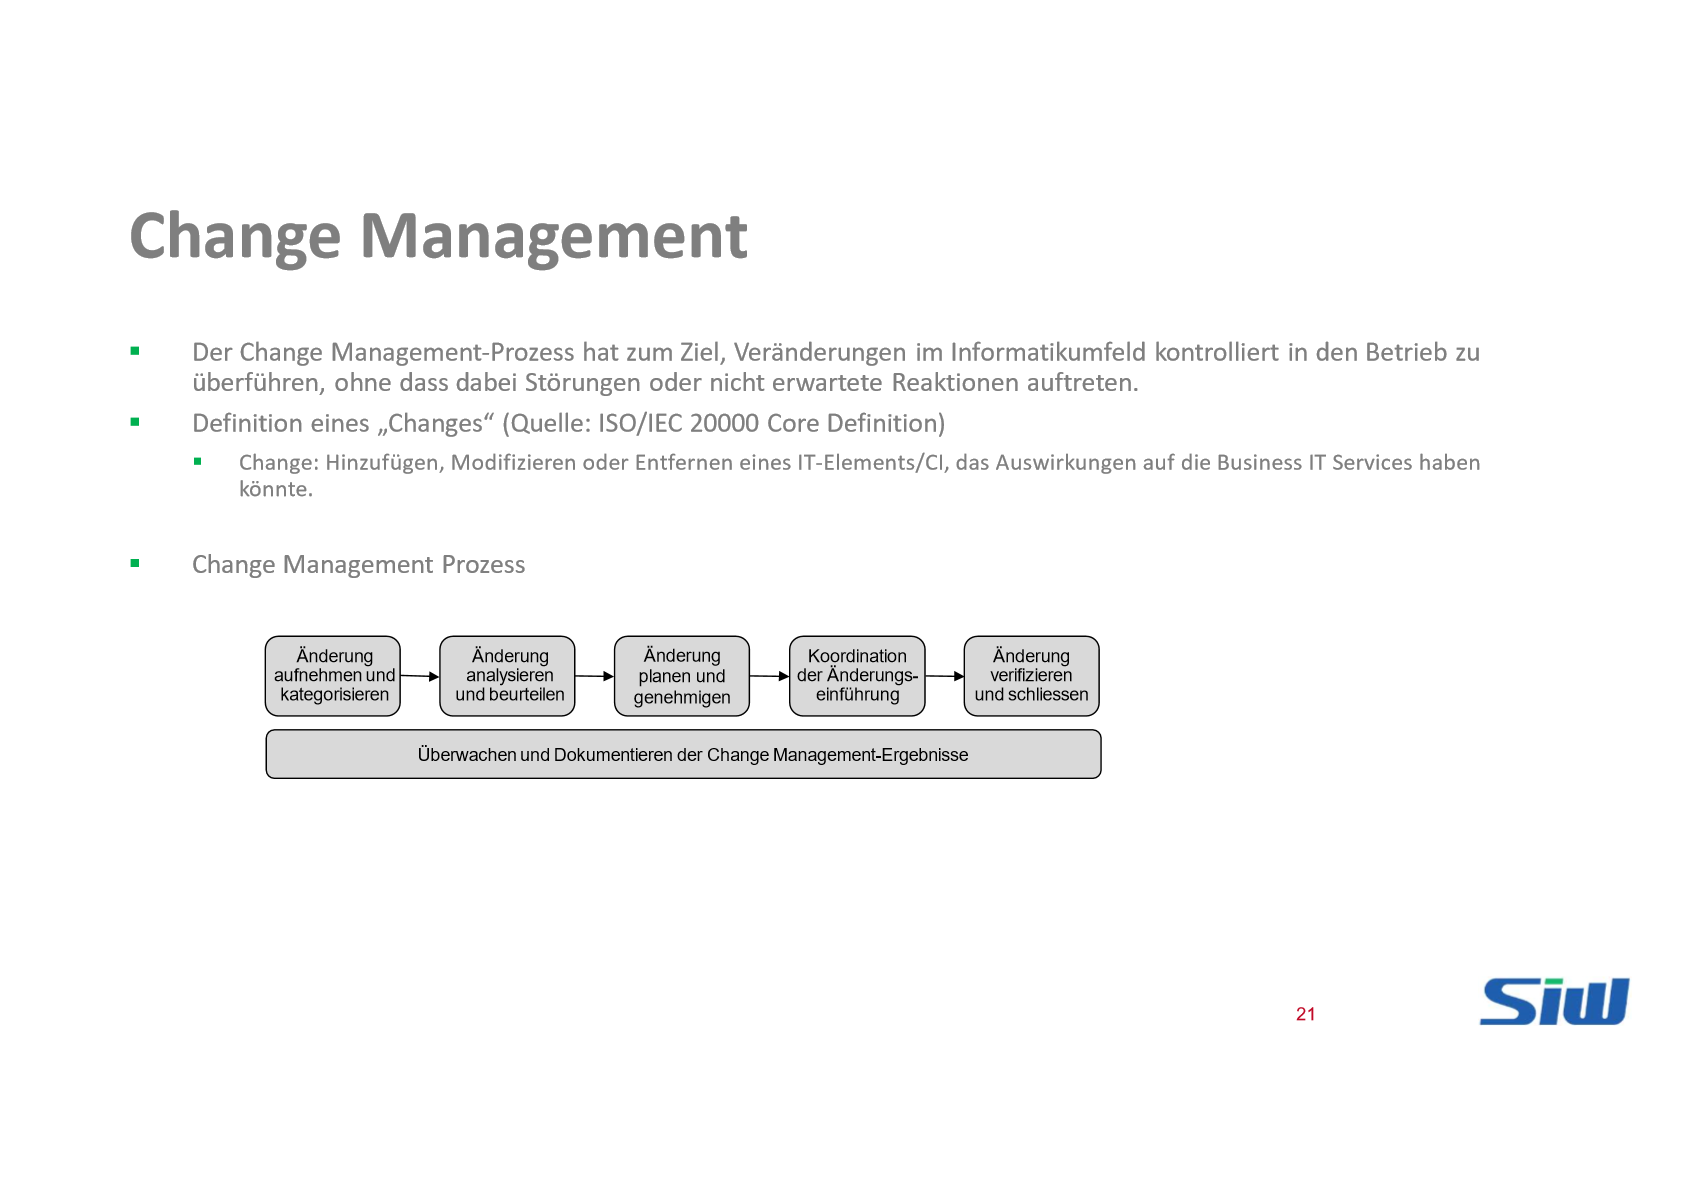 Change Management
Der Change Management-Prozess hat zum Ziel, Veränderungen im Informatikumfeld kontrolliert in den Betrieb zu
überführen, ohne dass dabei Störungen oder nicht erwartete Reaktionen auftreten.
Definition eines „Changes“ (Quelle: ISO/IEC 20000 Core Definition)
Change: Hinzufügen, Modifizieren oder Entfernen eines IT-Elements/CI, das Auswirkungen auf die Business IT Services haben
könnte.
Change Management Prozess
Änderung
aufnehmen und
kategorisieren
Änderung
analysieren
und beurteilen
Änderung
planen und
genehmigen
Koordination
der Änderungs-
einführung
Änderung
verifizieren
und schliessen
Überwachen und Dokumentieren der Change Management-Ergebnisse
21
Siw